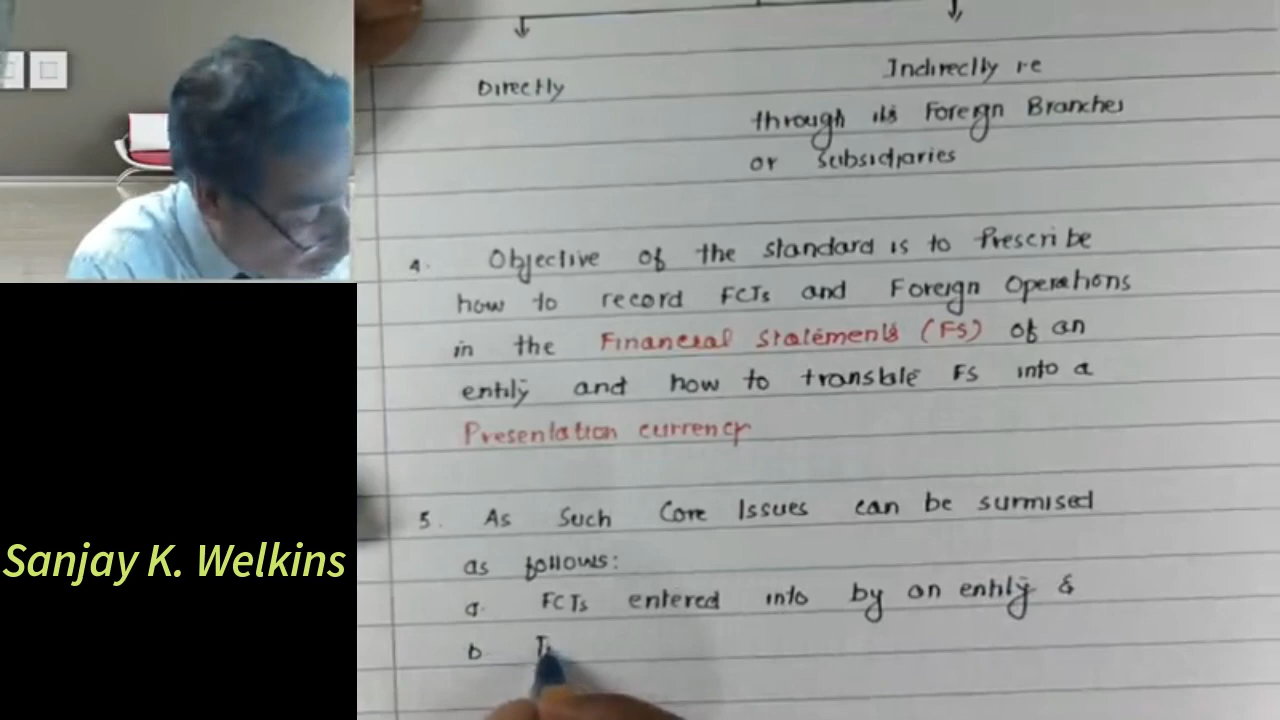 Directly
Indirectly ie
through its Foreign Branches
or subsidiaries
4. Objective of the standard is to Prescribe
how to record FCTs and Foreign Operations
in the Financial Statements (FS) of an
entity and how to translate FS into a
Presentation currency
5. As Such Core Issues can be surmised
as follows:
a. FCTs entered into by an entity &
b
Sanjay K. Welkins